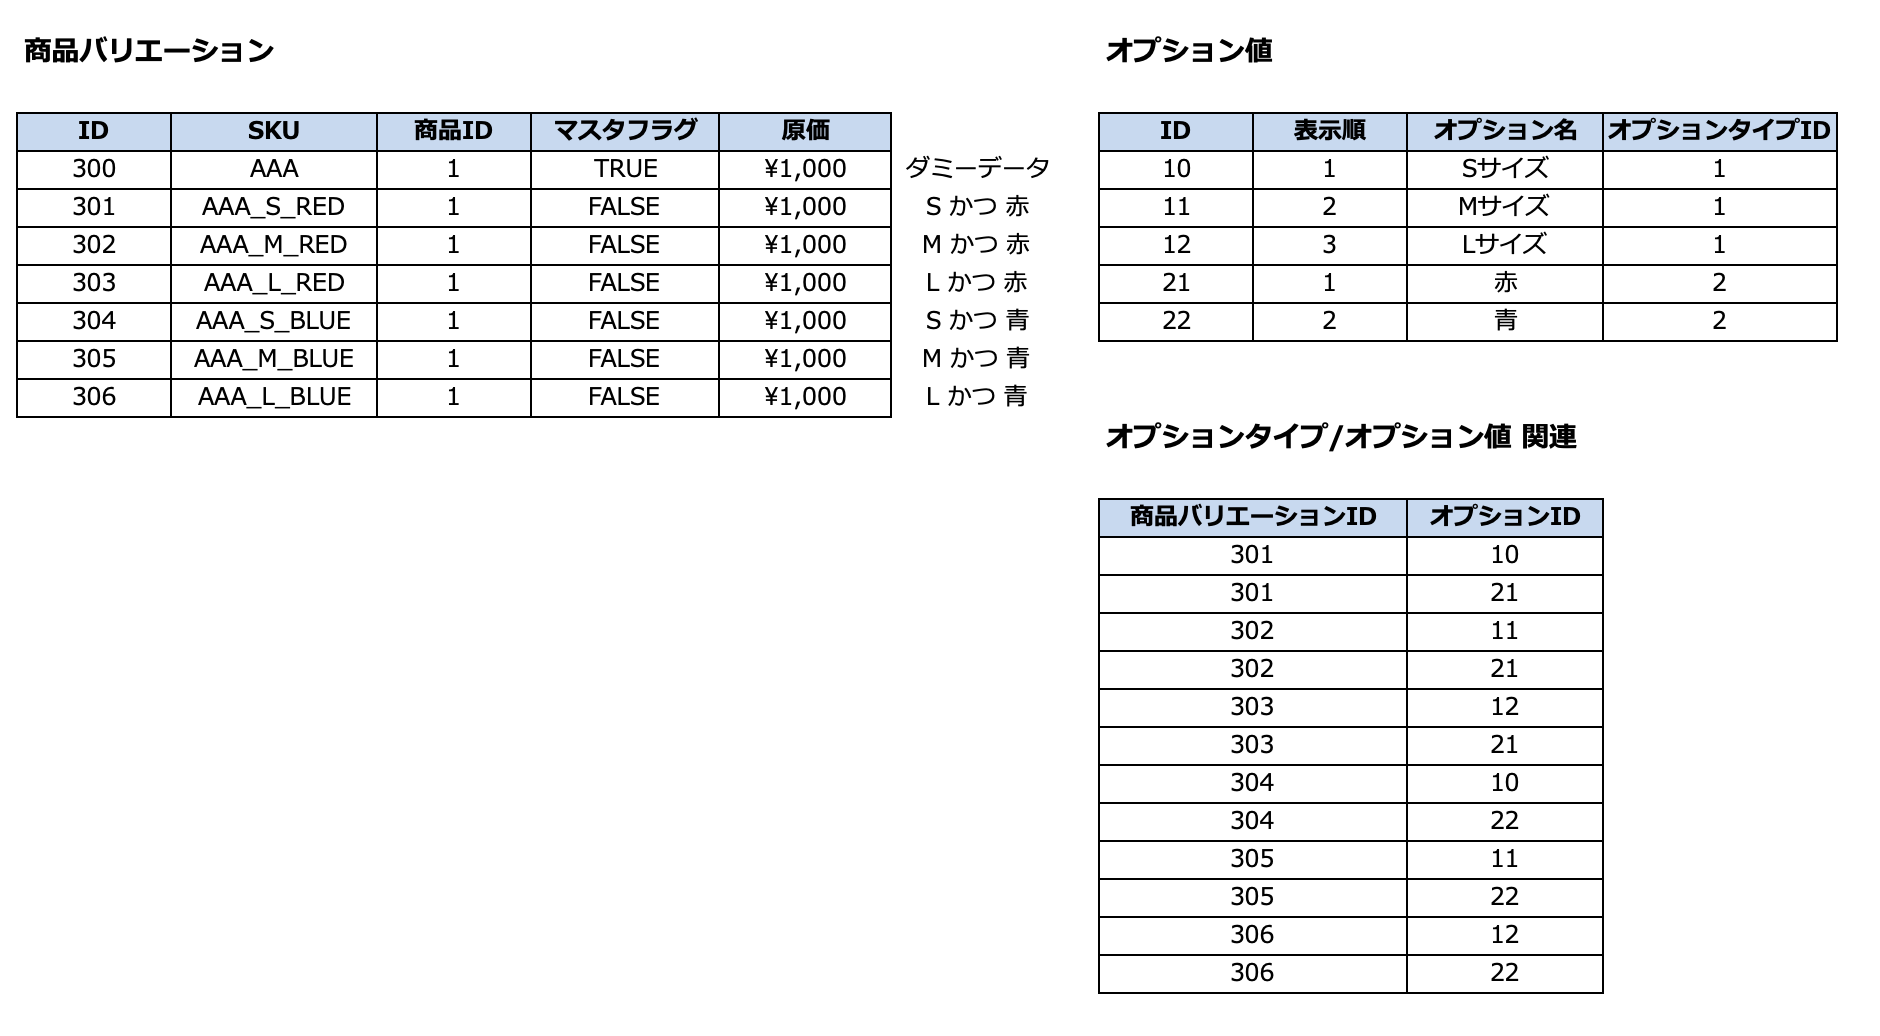 商品バリエーション
ID SKU 商品ID マスタフラグ 原価
300 AAA 1 TRUE ¥1,000 ダミーデータ
301 AAA_S_RED 1 FALSE ¥1,000 S かつ 赤
302 AAA_M_RED 1 FALSE ¥1,000 M かつ 赤
303 AAA_L_RED 1 FALSE ¥1,000 L かつ 赤
304 AAA_S_BLUE 1 FALSE ¥1,000 S かつ 青
305 AAA_M_BLUE 1 FALSE ¥1,000 M かつ 青
306 AAA_L_BLUE 1 FALSE ¥1,000 L かつ 青
オプション値
ID 表示順 オプション名 オプションタイプID
10 1 Sサイズ 1
11 2 Mサイズ 1
12 3 Lサイズ 1
21 1 赤 2
22 2 青 2
オプションタイプ/オプション値 関連
商品バリエーションID オプションID
301 10
301 21
302 11
302 21
303 12
303 21
304 10
304 22
305 11
305 22
306 12
306 22